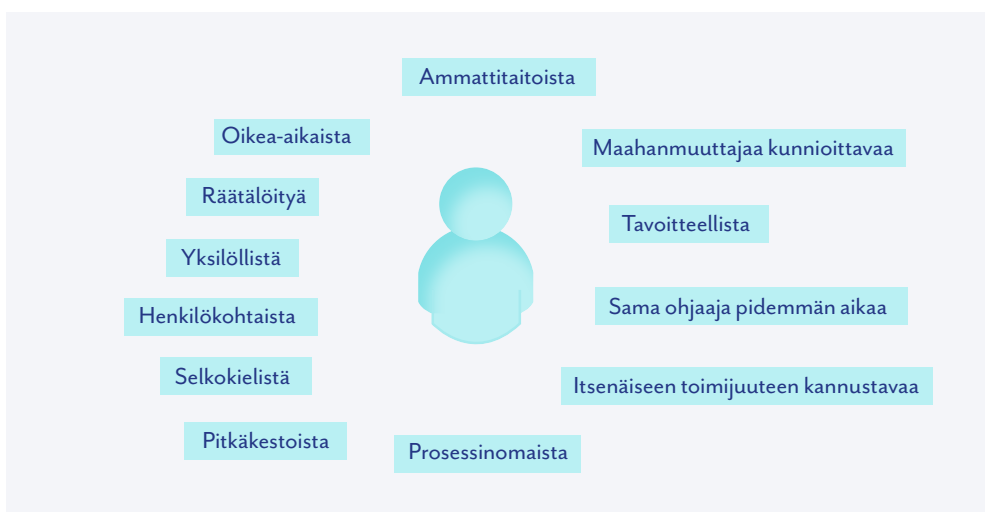 Ammattitaitoista
Oikea-aikaista
Maahanmuuttajaa kunnioittavaa
Räätälöityä
Tavoitteellista
Yksilöllistä
Henkilökohtaista
Sama ohjaaja pidemmän aikaa
Selkokielistä
Itsenäiseen toimijuuteen kannustavaa
Pitkäkestoista
Prosessinomaista